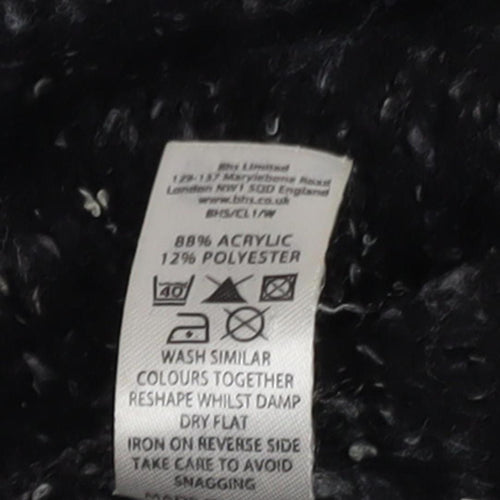 Bhs Limited
129-137 Marylebone Road
London NW1 5QD England
www.bhs.co.uk
BHS/CL1/W
88% ACRYLIC
12% POLYESTER
40
WASH SIMILAR
COLOURS TOGETHER
RESHAPE WHILST DAMP
DRY FLAT
IRON ON REVERSE SIDE
TAKE CARE TO AVOID
SNAGGING